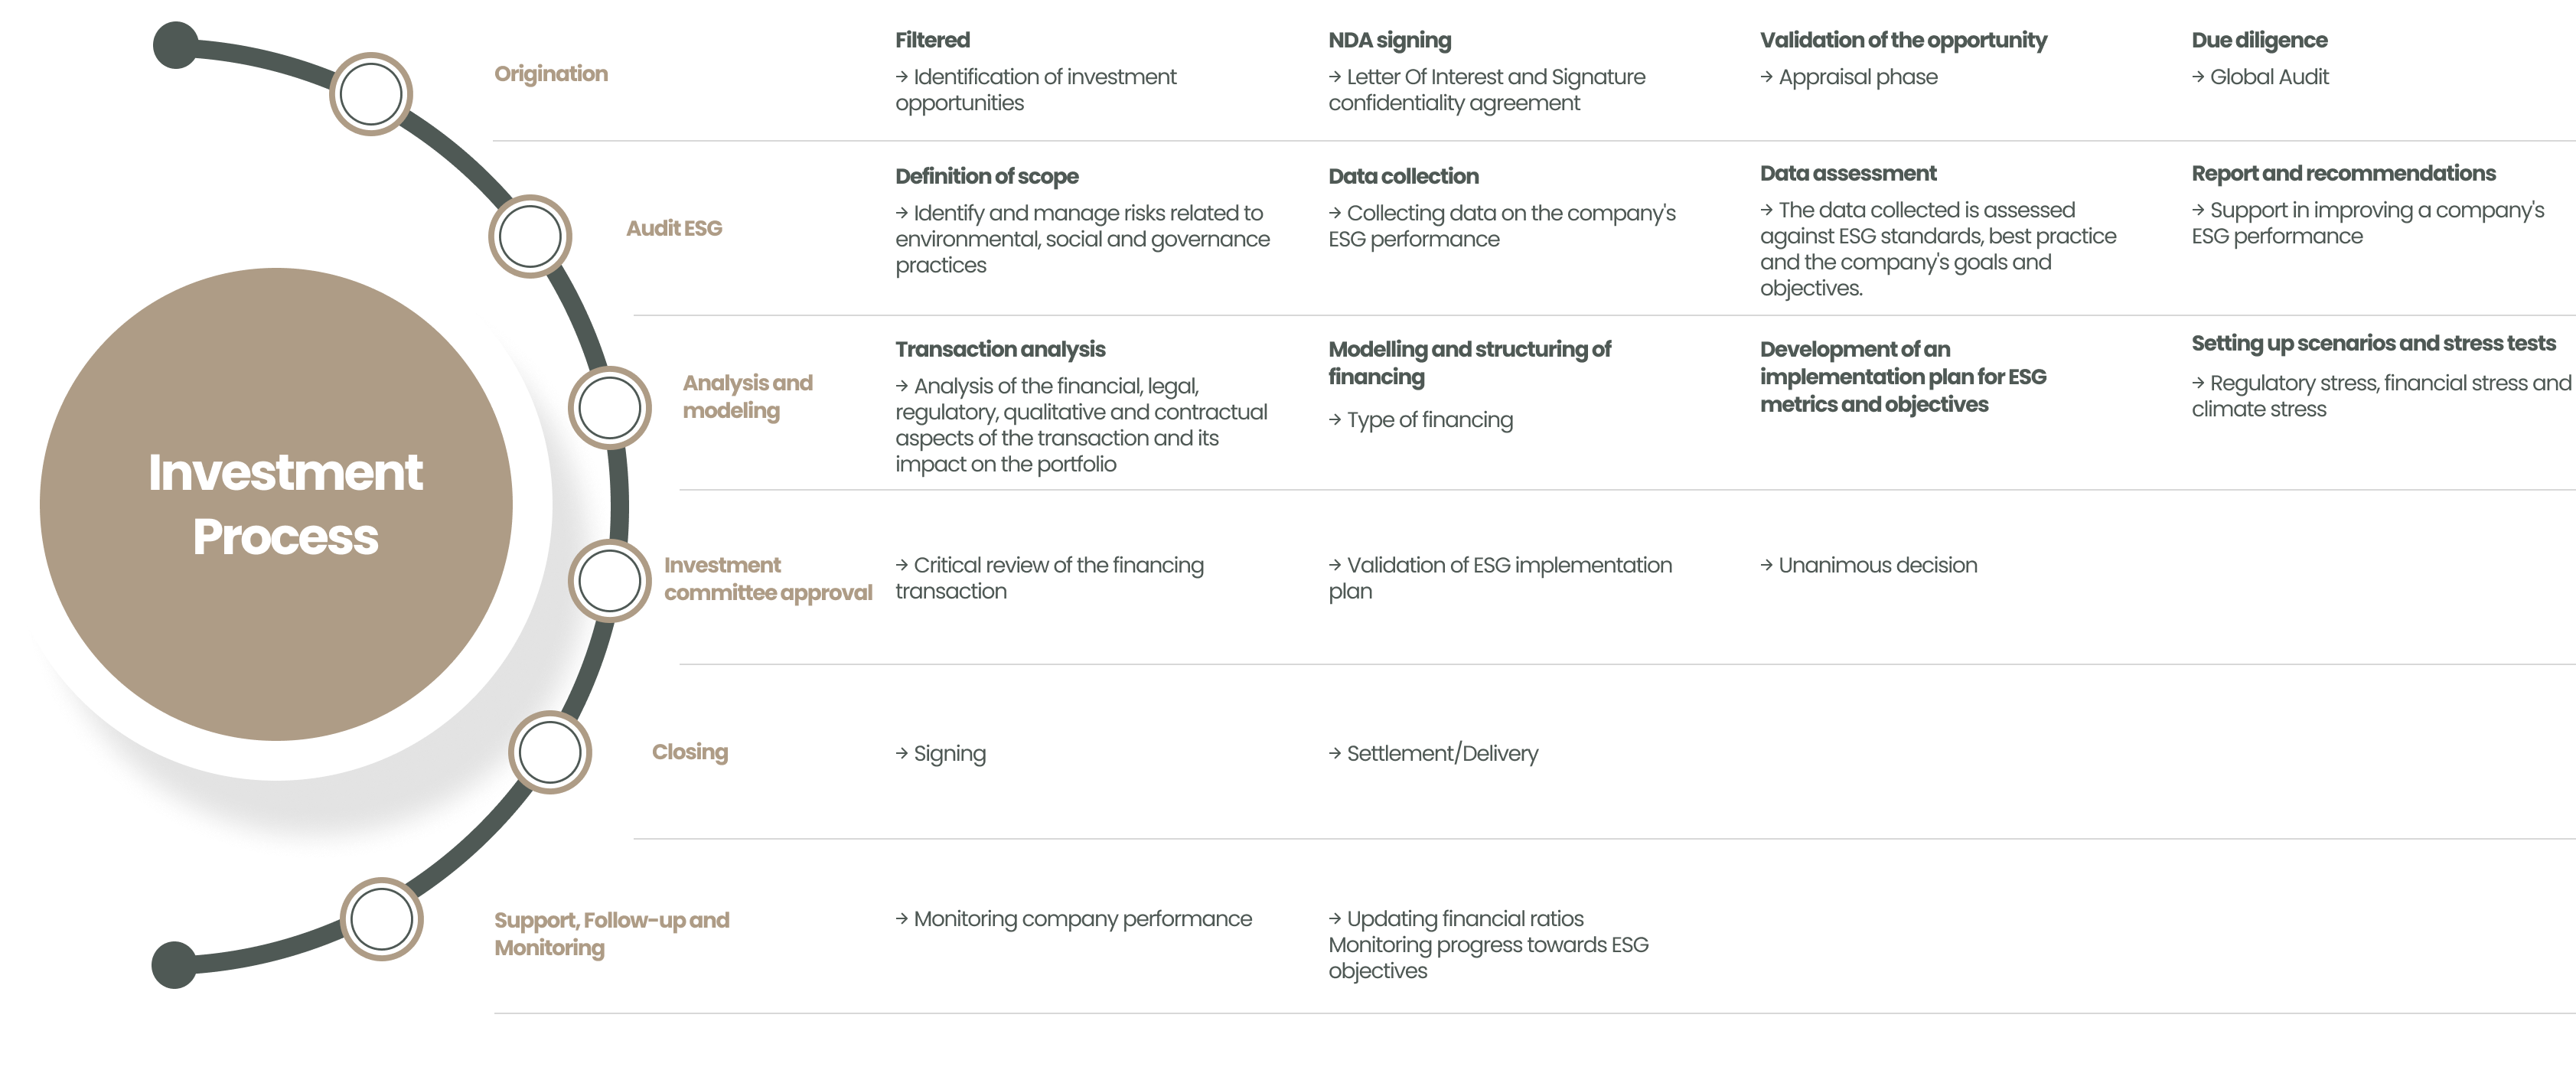 Investment
Process
Origination
Filtered
→ Identification of investment
opportunities
NDA signing
→ Letter Of Interest and Signature
confidentiality agreement
Validation of the opportunity
→ Appraisal phase
Due diligence
→ Global Audit
Audit ESG
Definition of scope
→ Identify and manage risks related to
environmental, social and governance
practices
Data collection
→ Collecting data on the company's
ESG performance
Data assessment
→ The data collected is assessed
against ESG standards, best practice
and the company's goals and
objectives.
Report and recommendations
→ Support in improving a company's
ESG performance
Analysis and
modeling
Transaction analysis
→ Analysis of the financial, legal,
regulatory, qualitative and contractual
aspects of the transaction and its
impact on the portfolio
Modelling and structuring of
financing
→ Type of financing
Development of an
implementation plan for ESG
metrics and objectives
Setting up scenarios and stress tests
→ Regulatory stress, financial stress and
climate stress
Investment
committee approval
→ Critical review of the financing
transaction
→ Validation of ESG implementation
plan
→ Unanimous decision
Closing
→ Signing
→ Settlement/Delivery
Support, Follow-up and
Monitoring
→ Monitoring company performance
→ Updating financial ratios
Monitoring progress towards ESG
objectives